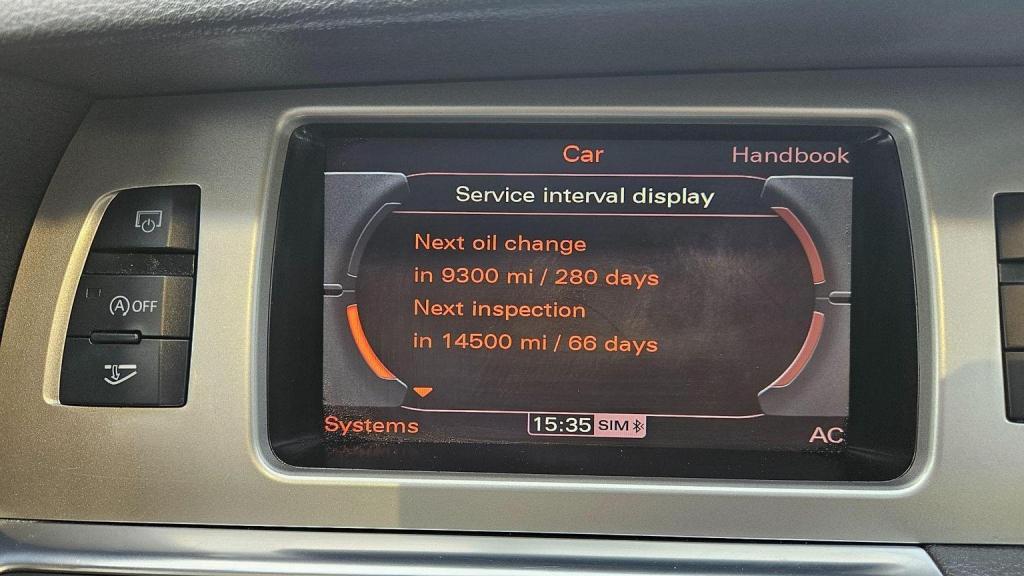 Car
Handbook
Service interval display
Next oil change
in 9300 mi / 280 days
Next inspection
in 14500 mi / 66 days
Systems
15:35 SIM
AC
A OFF